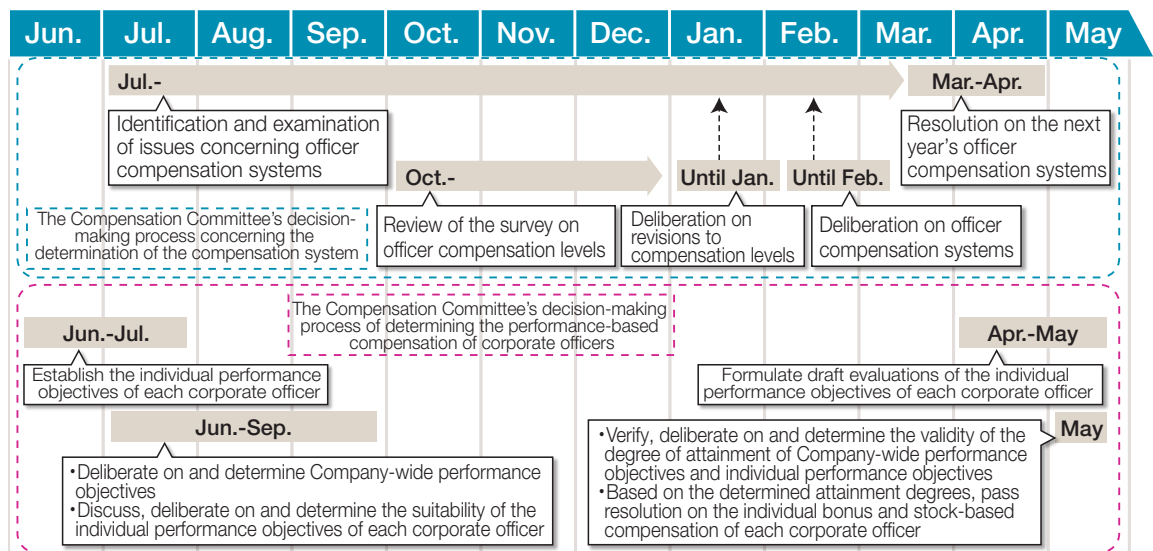 Jun. Jul. Aug. Sep. Oct. Nov. Dec. Jan. Feb. Mar. Apr. May
Jul.-
Identification and examination
of issues concerning officer
compensation systems
Mar.-Apr.
Resolution on the next
year's officer
compensation systems
Oct.-
Review of the survey on
officer compensation levels
Until Jan.
Deliberation on
revisions to
compensation levels
Until Feb.
Deliberation on officer
compensation systems
The Compensation Committee's decision-
making process concerning the
determination of the compensation system
The Compensation Committee's decision-making
process of determining the performance-based
compensation of corporate officers
Jun.-Jul.
Establish the individual performance
objectives of each corporate officer
Apr.-May
Formulate draft evaluations of the individual
performance objectives of each corporate officer
Jun.-Sep.
•Deliberate on and determine Company-wide performance
objectives
•Discuss, deliberate on and determine the suitability of the
individual performance objectives of each corporate officer
May
•Verify, deliberate on and determine the validity of the
degree of attainment of Company-wide performance
objectives and individual performance objectives
•Based on the determined attainment degrees, pass
resolution on the individual bonus and stock-based
compensation of each corporate officer